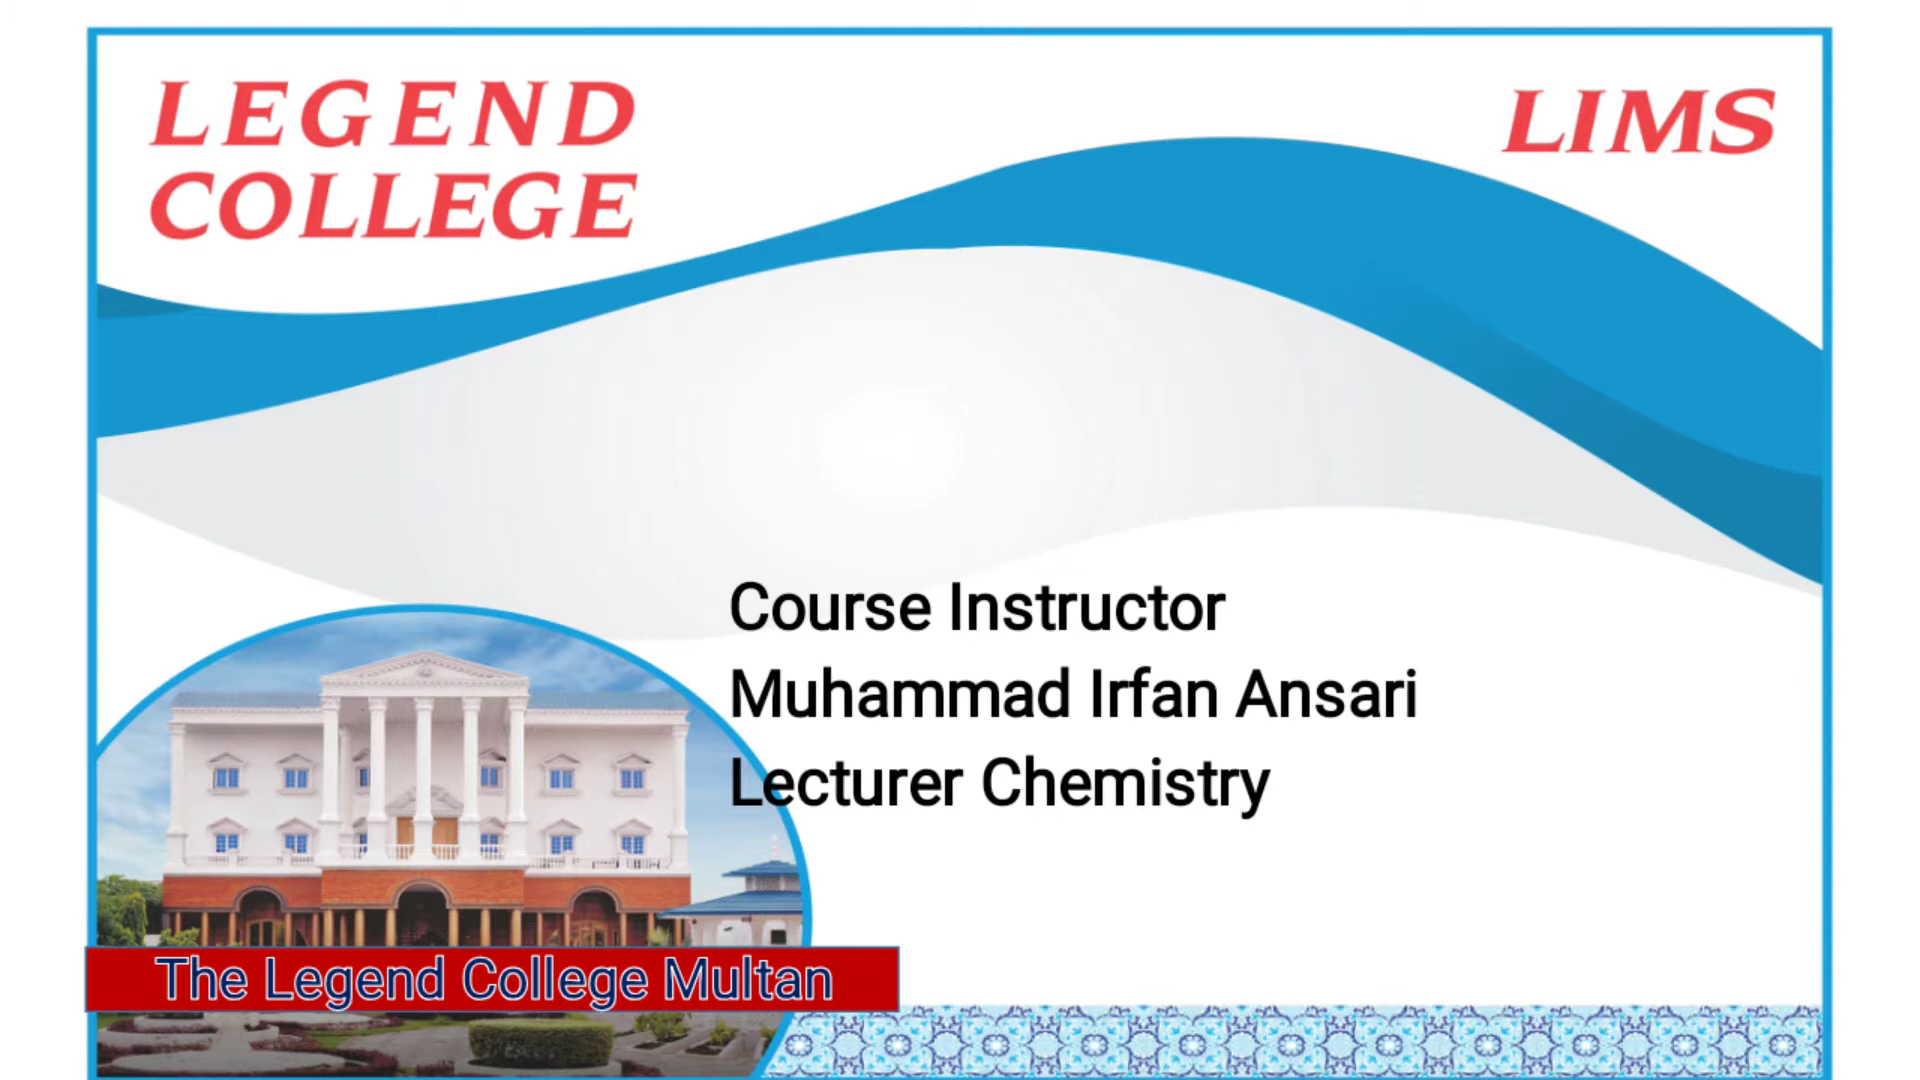 LEGEND
COLLEGE
LIMS
Course Instructor
Muhammad Irfan Ansari
Lecturer Chemistry
The Legend College Multan